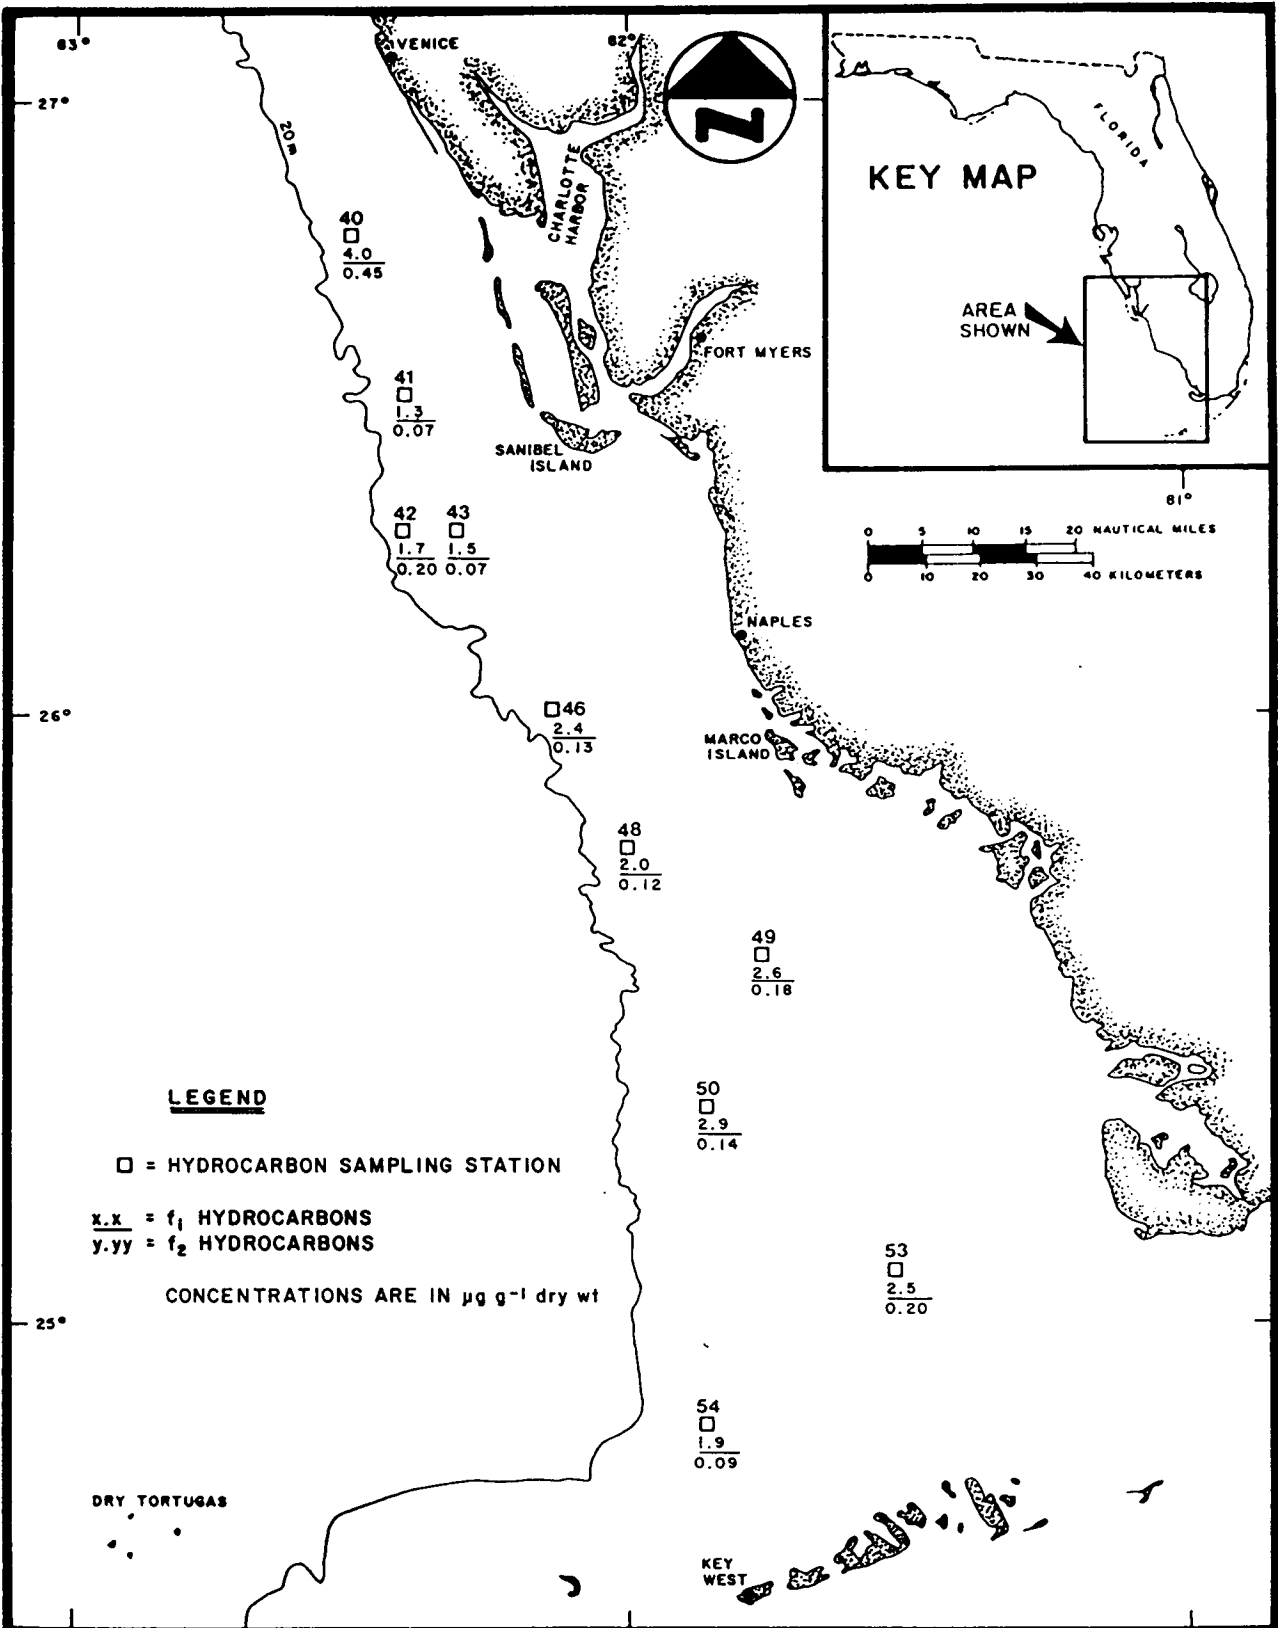 83°
VENICE
82°
27°
20m
CHARLOTTE
HARBOR
FLORIDA
KEY MAP
AREA
SHOWN
40
4.0
0.45
FORT MYERS
41
1.3
0.07
SANIBEL
ISLAND
81°
42 43
1.7 1.5
0.20 0.07
0 5 10 15 20 NAUTICAL MILES
0 10 20 30 40 KILOMETERS
NAPLES
26°
46
2.4
0.13
MARCO
ISLAND
48
2.0
0.12
49
2.6
0.18
50
2.9
0.14
LEGEND
= HYDROCARBON SAMPLING STATION
x.x = f₁ HYDROCARBONS
y.yy = f₂ HYDROCARBONS
CONCENTRATIONS ARE IN µg g⁻¹ dry wt
53
2.5
0.20
25°
54
1.9
0.09
DRY TORTUGAS
KEY
WEST